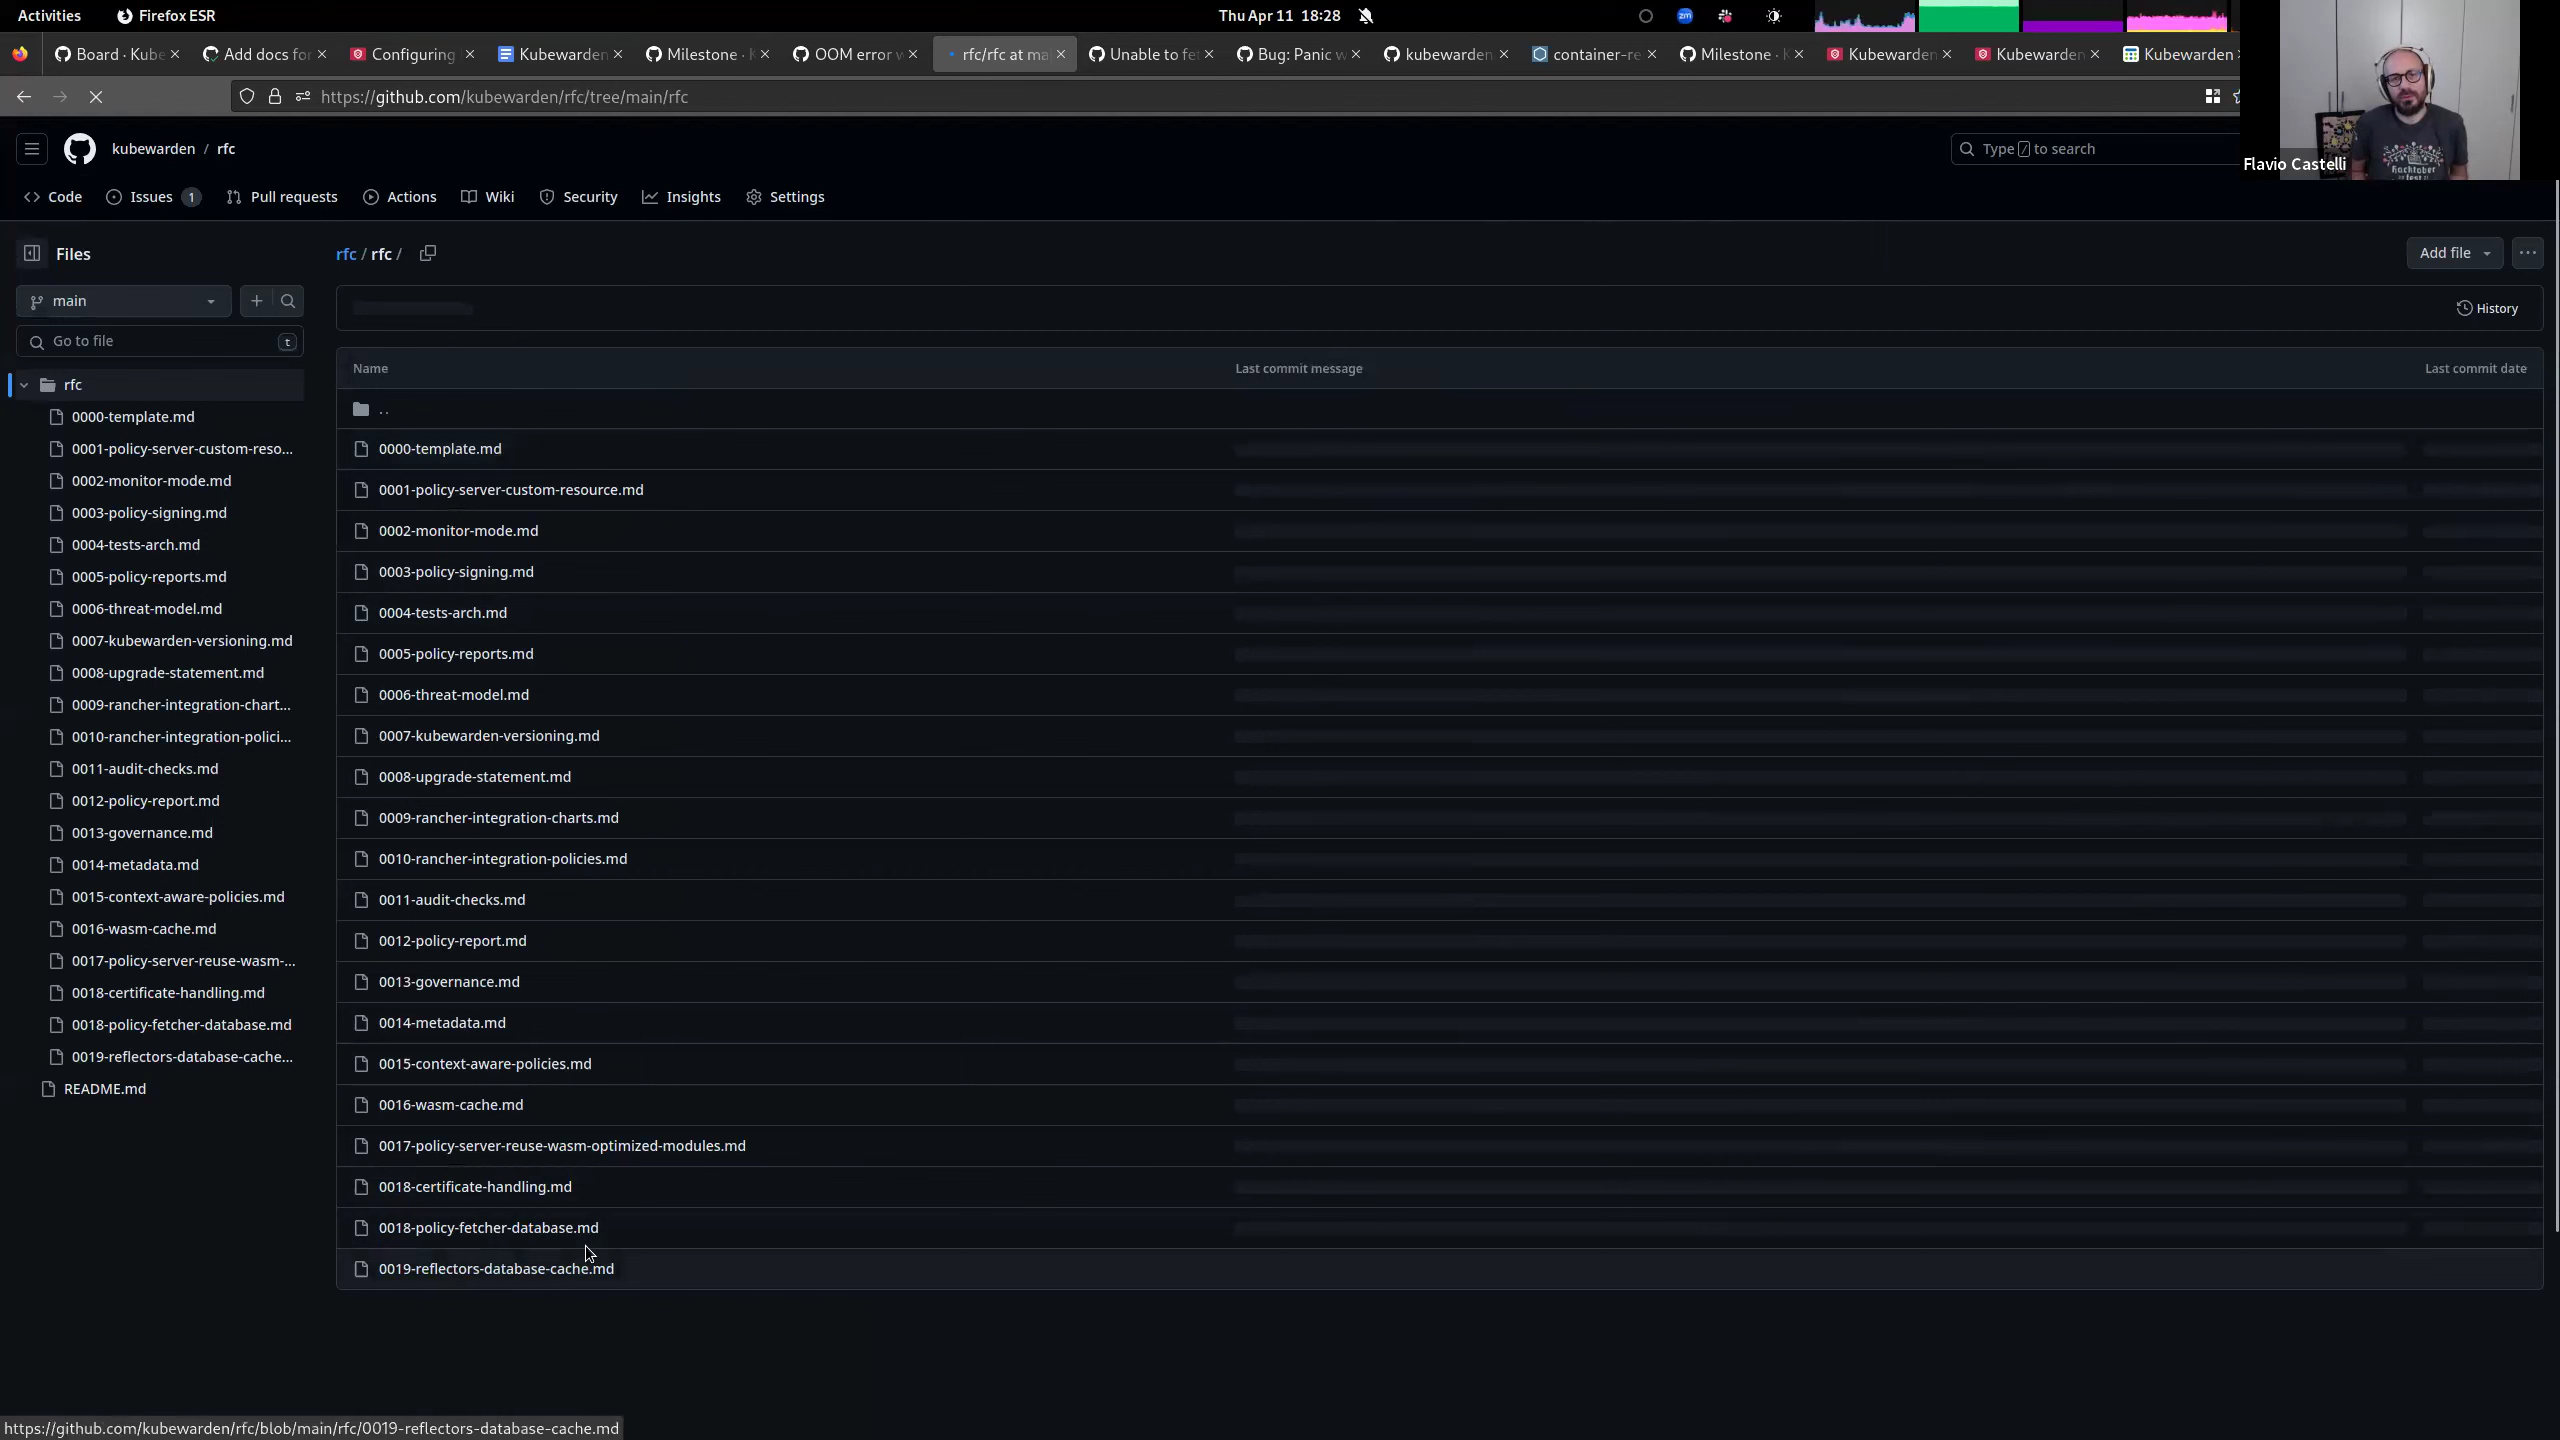 Activities
Firefox ESR
Thu Apr 11 18:28
zm
Board · Kube
Add docs for
Configuring
Kubewarden
Milestone ·
OOM error w
rfc/rfc at ma
Unable to fet
Bug: Panic w
kubewarden
container-re
Milestone ·
Kubewarden
Kubewarden
Kubewarden
https://github.com/kubewarden/rfc/tree/main/rfc
Flavio Castelli
kubewarden / rfc
Type / to search
Code
Issues 1
Pull requests
Actions
Wiki
Security
Insights
Settings
Files
main
Go to file
t
rfc
0000-template.md
0001-policy-server-custom-reso...
0002-monitor-mode.md
0003-policy-signing.md
0004-tests-arch.md
0005-policy-reports.md
0006-threat-model.md
0007-kubewarden-versioning.md
0008-upgrade-statement.md
0009-rancher-integration-chart...
0010-rancher-integration-polici...
0011-audit-checks.md
0012-policy-report.md
0013-governance.md
0014-metadata.md
0015-context-aware-policies.md
0016-wasm-cache.md
0017-policy-server-reuse-wasm-...
0018-certificate-handling.md
0018-policy-fetcher-database.md
0019-reflectors-database-cache...
README.md
rfc / rfc /
Add file
History
Name
Last commit message
Last commit date
..
0000-template.md
0001-policy-server-custom-resource.md
0002-monitor-mode.md
0003-policy-signing.md
0004-tests-arch.md
0005-policy-reports.md
0006-threat-model.md
0007-kubewarden-versioning.md
0008-upgrade-statement.md
0009-rancher-integration-charts.md
0010-rancher-integration-policies.md
0011-audit-checks.md
0012-policy-report.md
0013-governance.md
0014-metadata.md
0015-context-aware-policies.md
0016-wasm-cache.md
0017-policy-server-reuse-wasm-optimized-modules.md
0018-certificate-handling.md
0018-policy-fetcher-database.md
0019-reflectors-database-cache.md
https://github.com/kubewarden/rfc/blob/main/rfc/0019-reflectors-database-cache.md